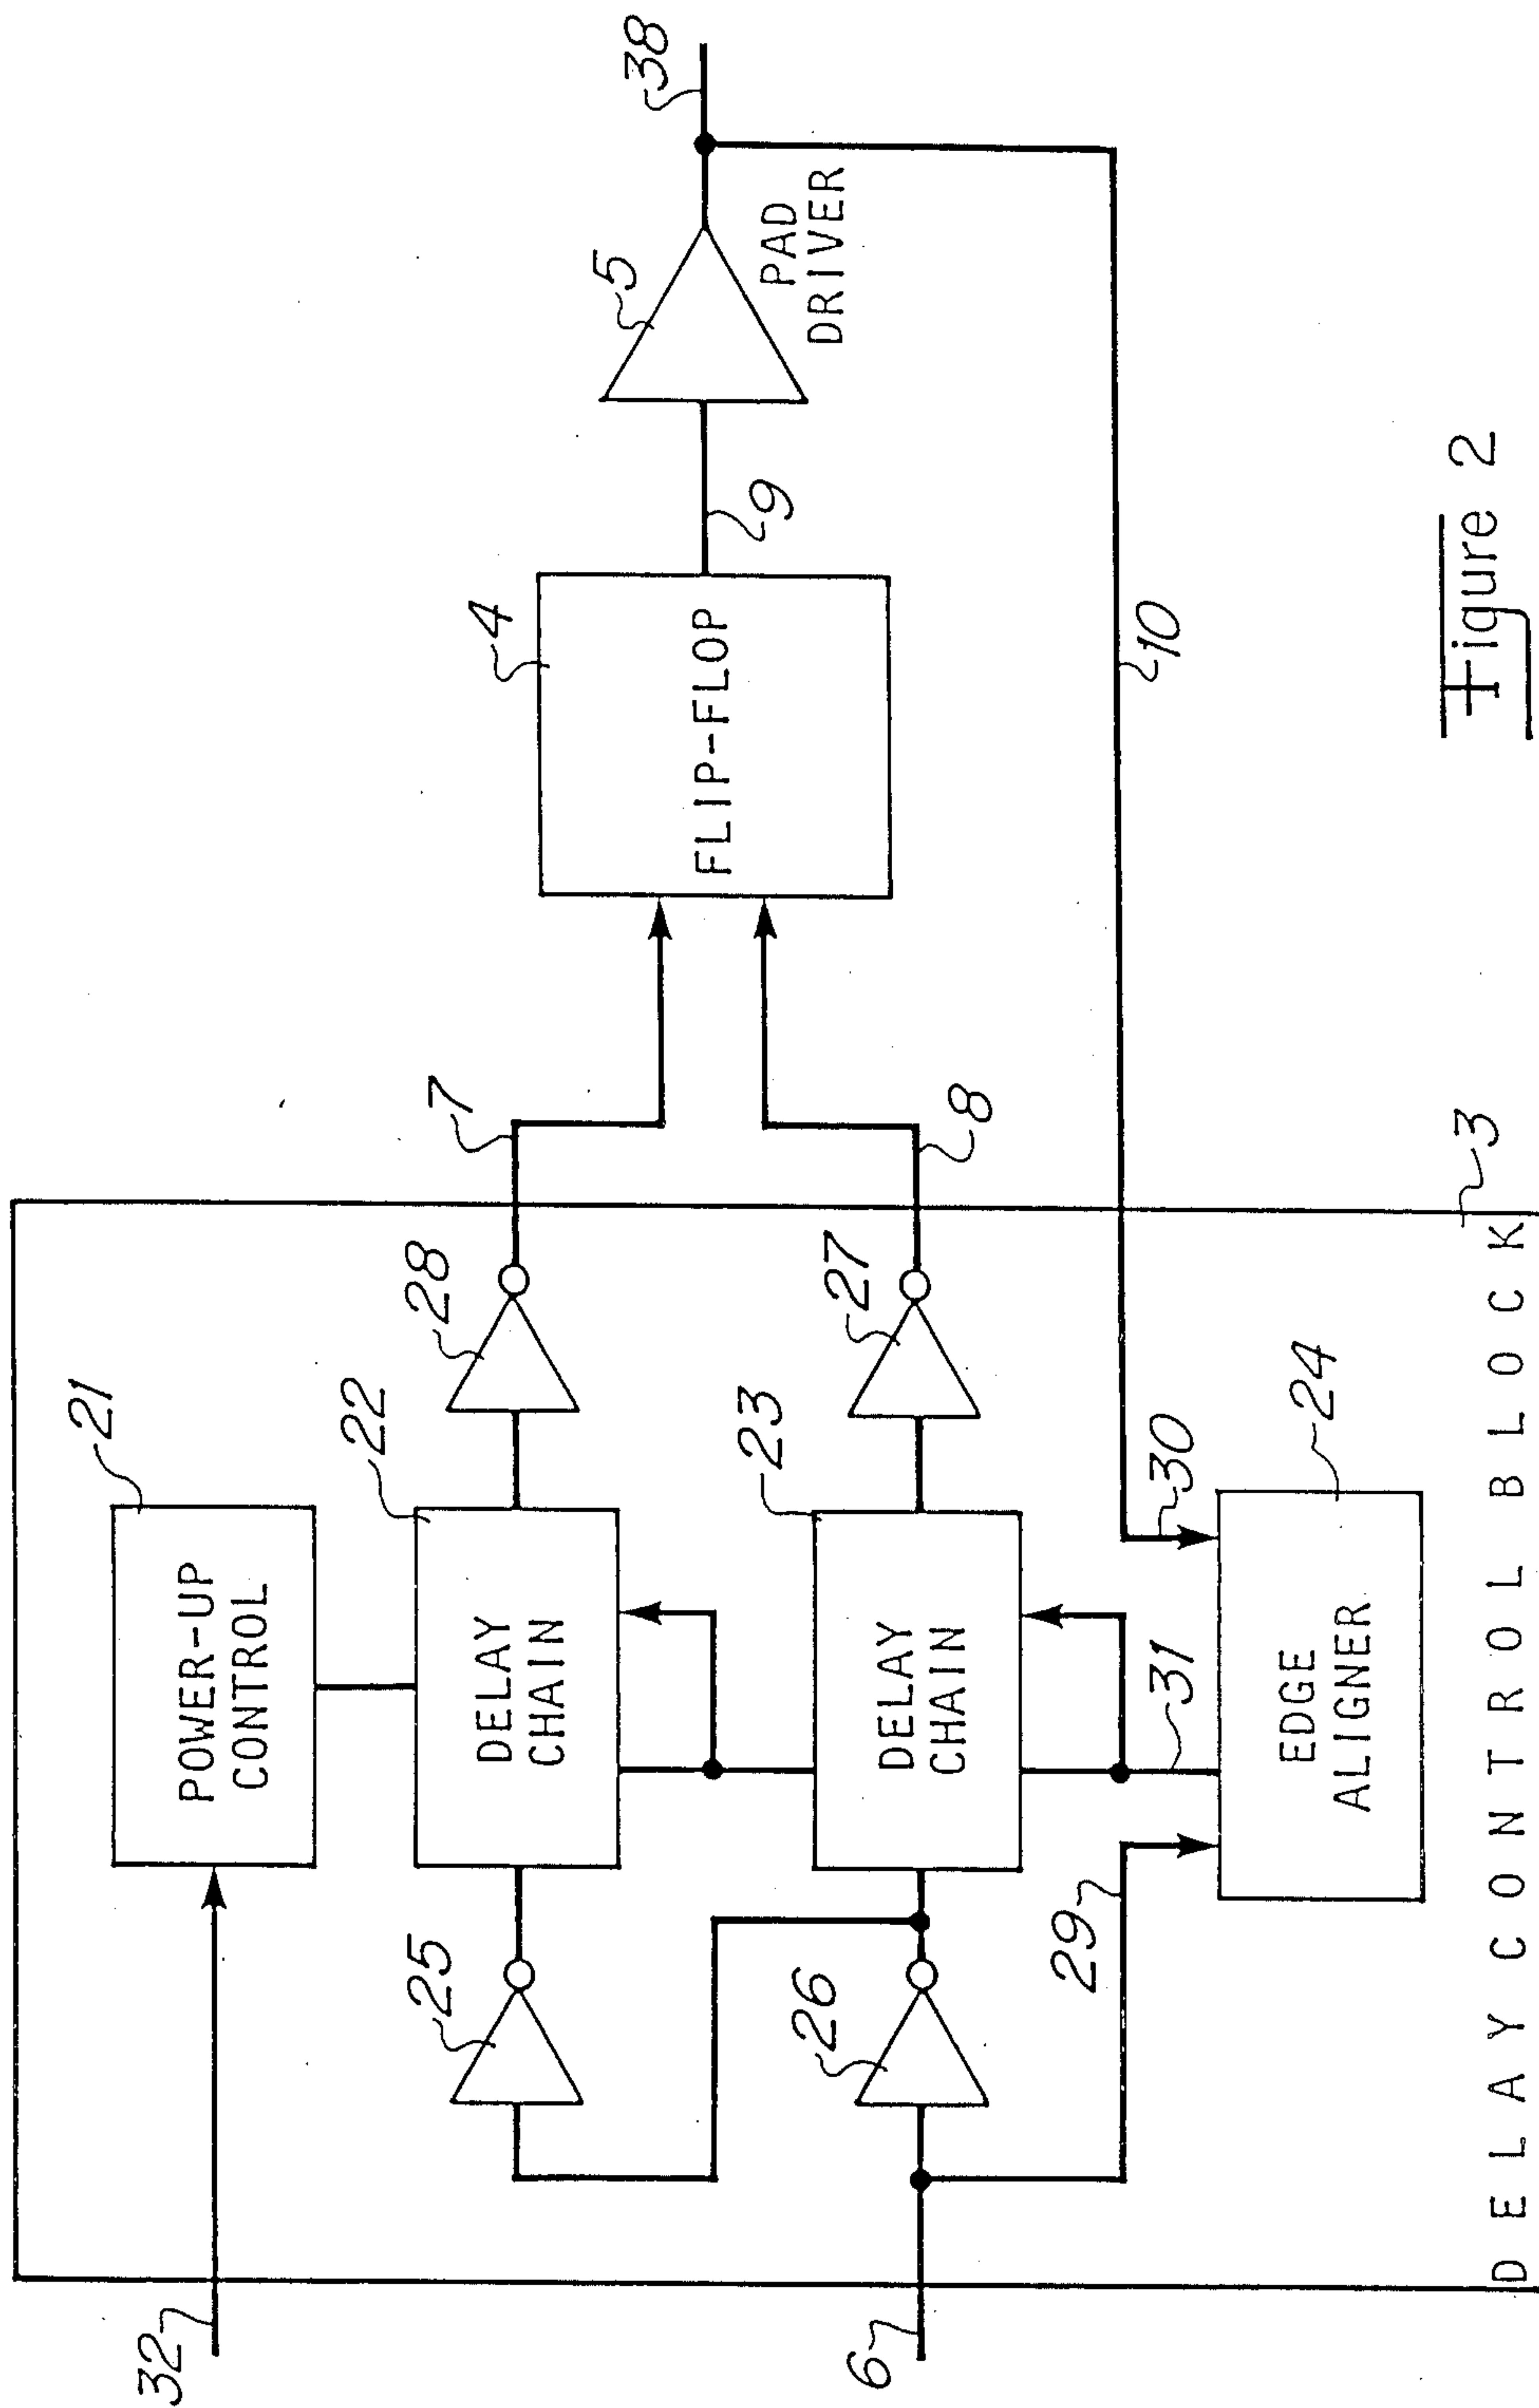 32
21
POWER-UP
CONTROL
25
22
28
7
DELAY
CHAIN
4
FLIP-FLOP
9
5
PAD
DRIVER
38
6
26
23
27
8
DELAY
CHAIN
29
31
30
10
24
EDGE
ALIGNER
3
DELAY CONTROL BLOCK
Figure 2